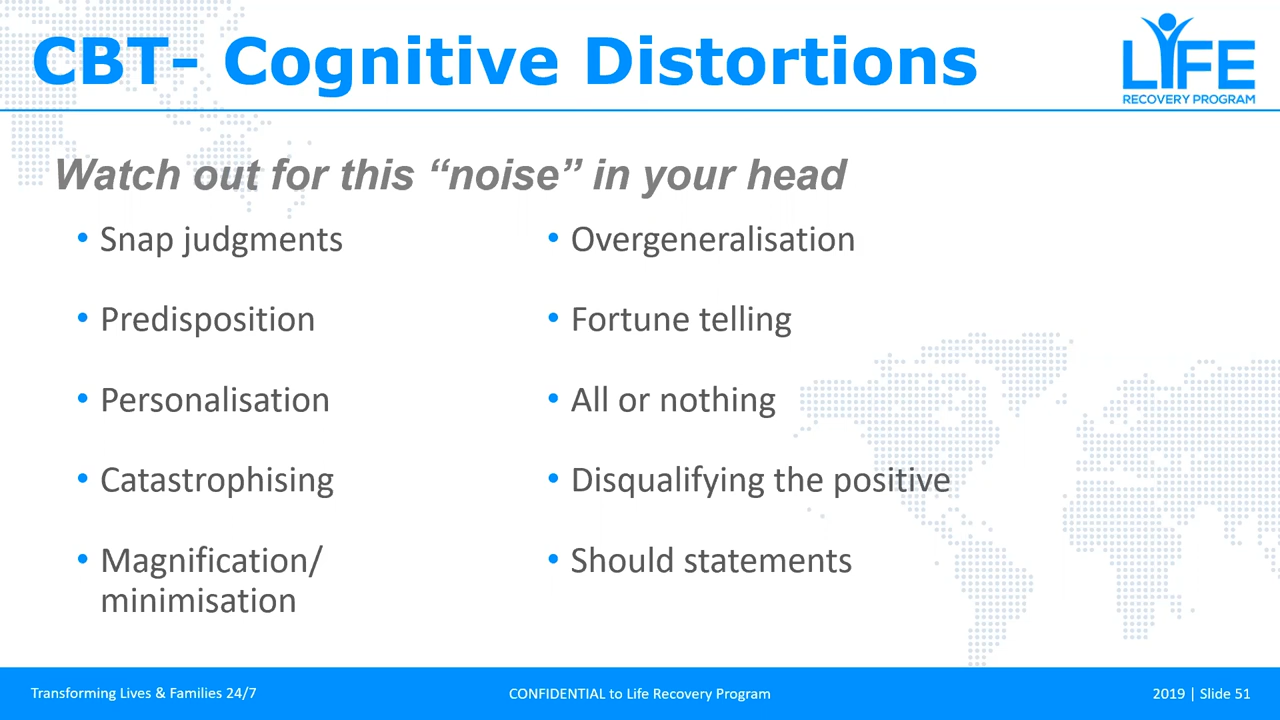 CBT- Cognitive Distortions
LIFE
RECOVERY PROGRAM
Watch out for this “noise” in your head
• Snap judgments
• Predisposition
• Personalisation
• Catastrophising
• Magnification/
minimisation
• Overgeneralisation
• Fortune telling
• All or nothing
• Disqualifying the positive
• Should statements
Transforming Lives & Families 24/7
CONFIDENTIAL to Life Recovery Program
2019 | Slide 51